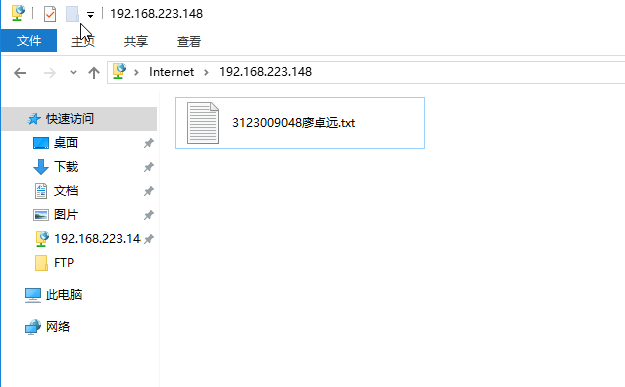 192.168.223.148
文件 主页 共享 查看
Internet 192.168.223.148
快速访问
3123009048廖卓远.txt
桌面
下载
文档
图片
192.168.223.14
FTP
此电脑
网络